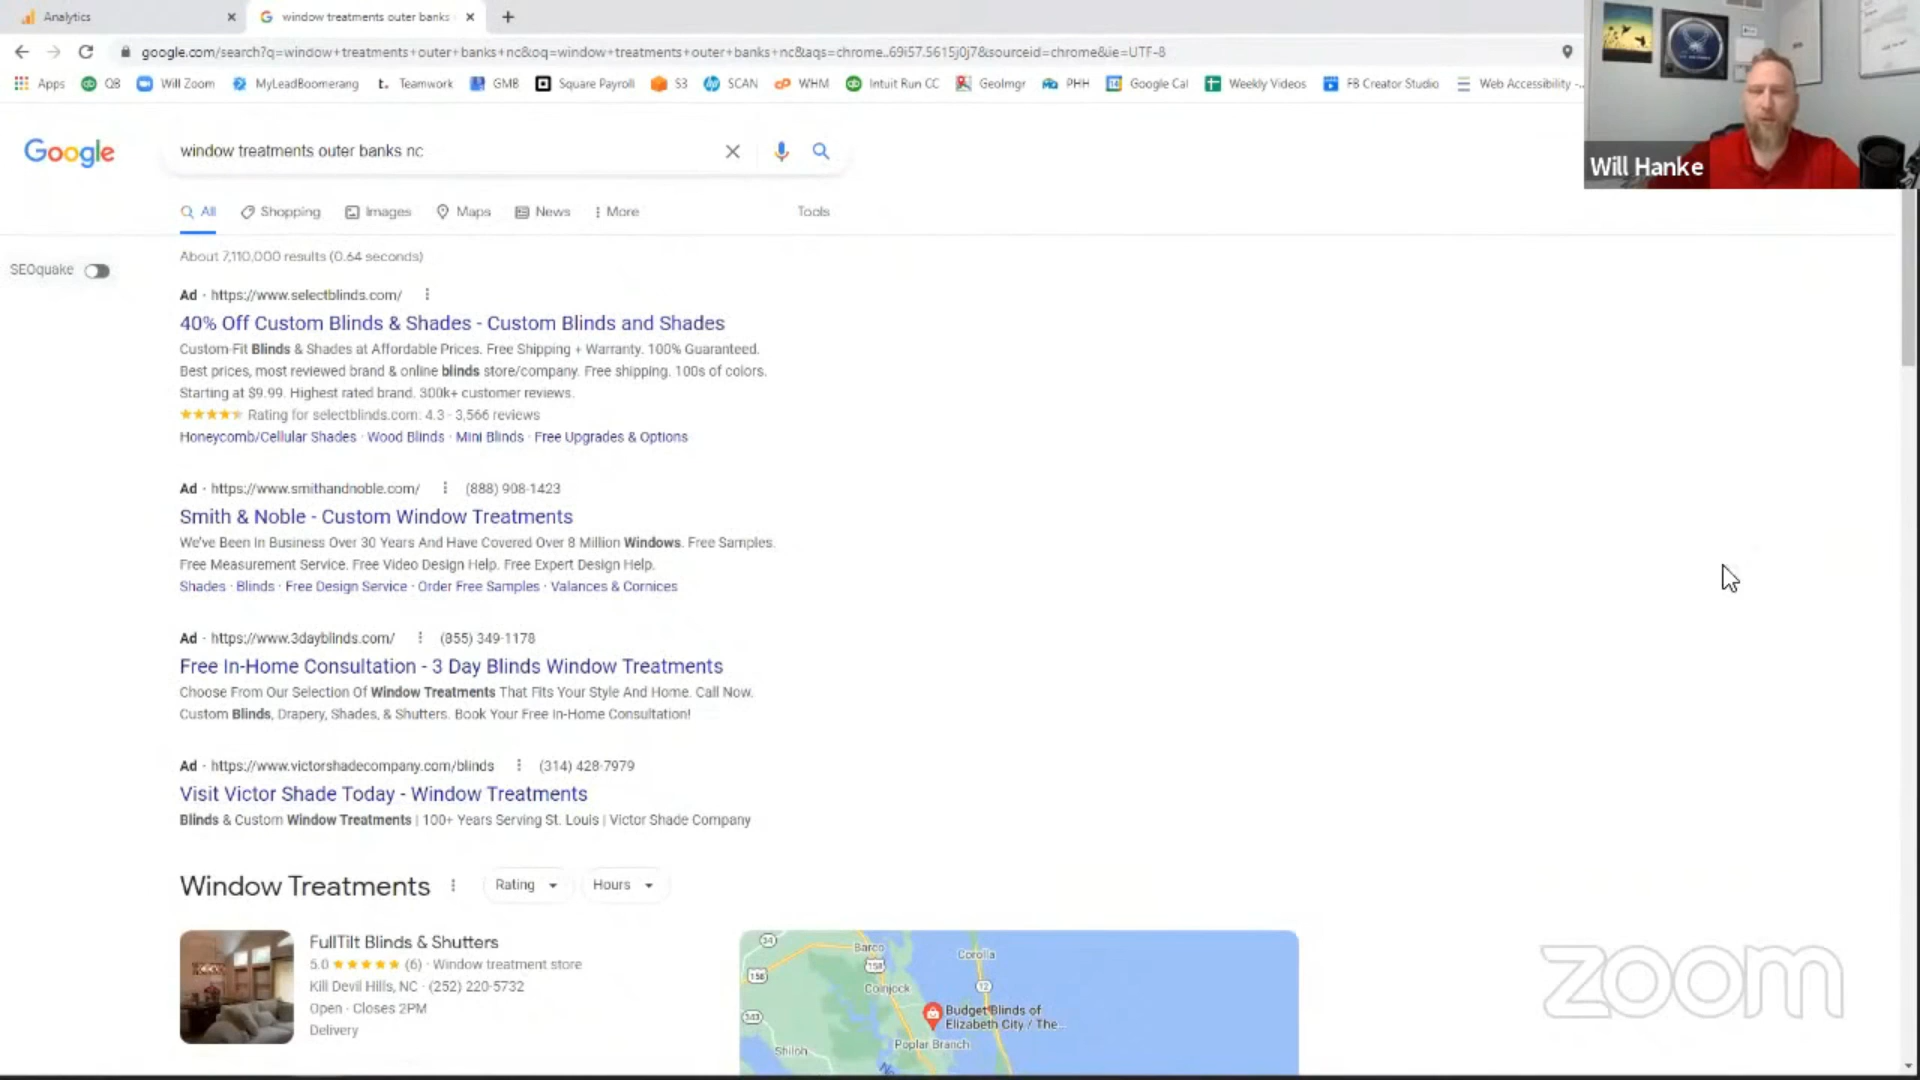 Analytics
window treatments outer banks
google.com/search?q=window+treatments+outer+banks+nc&oq=window+treatments+outer+banks+nc&aqs=chrome..69i57.5615j0j7&sourceid=chrome&ie=UTF-8
Apps QB Will Zoom MyLeadBoomerang t. Teamwork GMB Square Payroll S3 SCAN WHM Intuit Run CC GeoImgr PHH Google Cal Weekly Videos FB Creator Studio Web Accessibility -...
Will Hanke
Google
window treatments outer banks nc
All Shopping Images Maps News More Tools
SEOquake
About 7,110,000 results (0.64 seconds)
Ad · https://www.selectblinds.com/
40% Off Custom Blinds & Shades - Custom Blinds and Shades
Custom-Fit Blinds & Shades at Affordable Prices. Free Shipping + Warranty. 100% Guaranteed.
Best prices, most reviewed brand & online blinds store/company. Free shipping. 100s of colors.
Starting at $9.99. Highest rated brand. 300k+ customer reviews.
Rating for selectblinds.com: 4.3 - 3,566 reviews
Honeycomb/Cellular Shades · Wood Blinds · Mini Blinds · Free Upgrades & Options
Ad · https://www.smithandnoble.com/ (888) 908-1423
Smith & Noble - Custom Window Treatments
We've Been In Business Over 30 Years And Have Covered Over 8 Million Windows. Free Samples.
Free Measurement Service. Free Video Design Help. Free Expert Design Help.
Shades · Blinds · Free Design Service · Order Free Samples · Valances & Cornices
Ad · https://www.3dayblinds.com/ (855) 349-1178
Free In-Home Consultation - 3 Day Blinds Window Treatments
Choose From Our Selection Of Window Treatments That Fits Your Style And Home. Call Now.
Custom Blinds, Drapery, Shades, & Shutters. Book Your Free In-Home Consultation!
Ad · https://www.victorshadecompany.com/blinds (314) 428-7979
Visit Victor Shade Today - Window Treatments
Blinds & Custom Window Treatments | 100+ Years Serving St. Louis | Victor Shade Company
Window Treatments
Rating Hours
FullTilt Blinds & Shutters
5.0 (6) · Window treatment store
Kill Devil Hills, NC · (252) 220-5732
Open · Closes 2PM
Delivery
34
Barco
158
Corolla
158
Coinjock
12
343
Budget Blinds of
Elizabeth City / The...
Poplar Branch
Shiloh
zoom